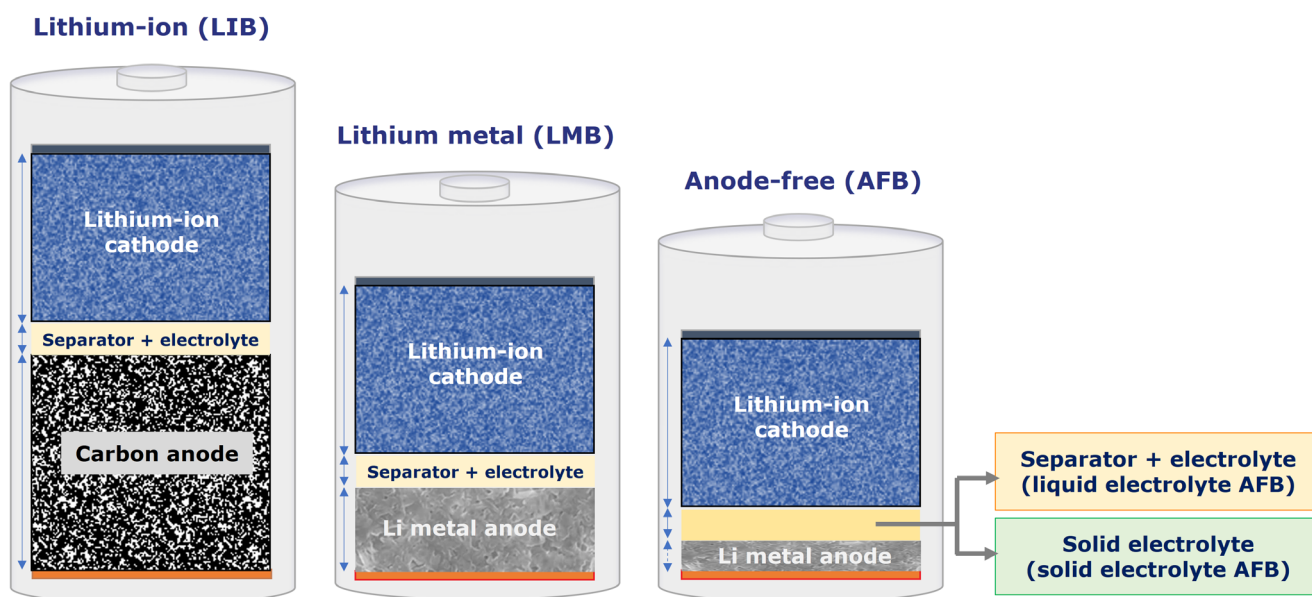 Lithium-ion (LIB)
Lithium-ion
cathode
Separator + electrolyte
Carbon anode
Lithium metal (LMB)
Lithium-ion
cathode
Separator + electrolyte
Li metal anode
Anode-free (AFB)
Lithium-ion
cathode
Li metal anode
Separator + electrolyte
(liquid electrolyte AFB)
Solid electrolyte
(solid electrolyte AFB)